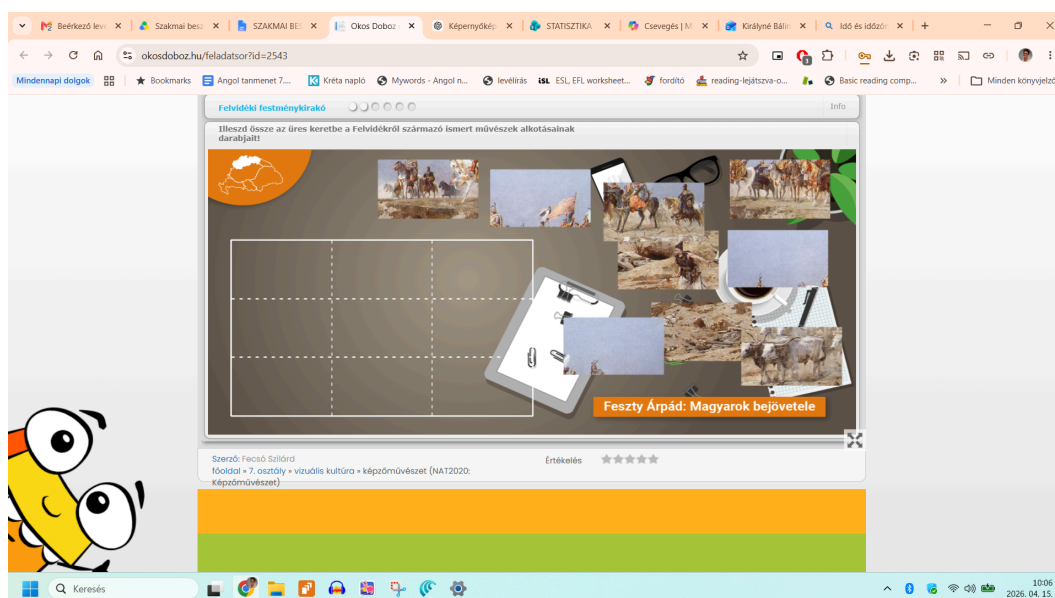 Beérkező leve
Szakmai besz
SZAKMAI BES
Okos Doboz
Képernyőkép
STATISZTIKA
Csevegés | M
Királyné Bálin
Idő és időzór
okosdoboz.hu/feladatsor?id=2543
Mindennapi dolgok
Bookmarks
Angol tanmenet 7....
Kréta napló
Mywords - Angol n...
levélírás
iSL ESL, EFL worksheet...
fordító
reading-lejátszva-o...
Basic reading comp...
»
Minden könyvjelző
Felvidéki festménykirakó
Info
Illeszd össze az üres keretbe a Felvidékről származó ismert művészek alkotásainak
darabjait!
Feszty Árpád: Magyarok bejövetele
Szerző: Fecsó Szilárd
Értékelés
főoldal » 7. osztály » vizuális kultúra » képzőművészet (NAT2020:
Képzőművészet)
Keresés
10:06
2026. 04. 15.